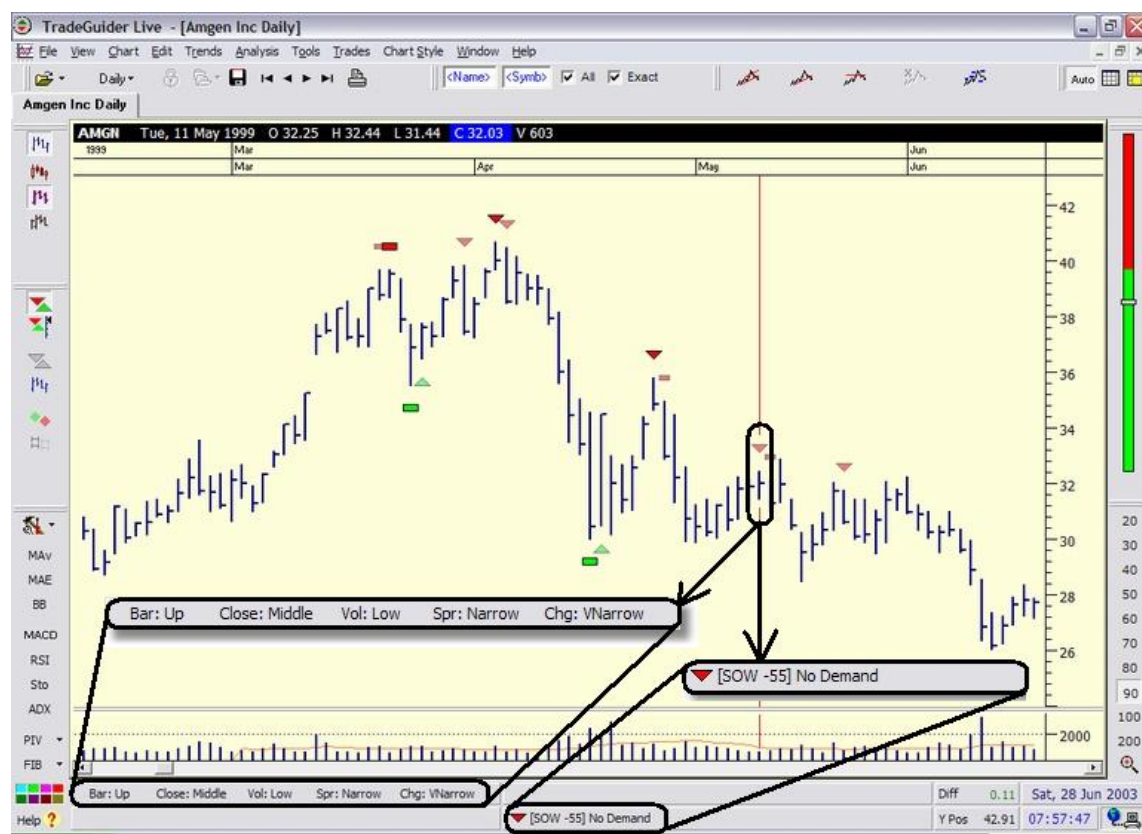 TradeGuider Live - [Amgen Inc Daily]
File View Chart Edit Trends Analysis Tools Trades Chart Style Window Help
Daily <Name> <Symb> All Exact Auto
Amgen Inc Daily
AMGN Tue, 11 May 1999 O 32.25 H 32.44 L 31.44 C 32.03 V 603
1999 Mar Jun
Mar Apr May Jun
42
40
38
36
34
32
30
28
26
2000
MAv
MAE
BB
MACD
RSI
Sto
ADX
PIV
FIB
20
30
40
50
60
70
80
90
100
200
Bar: Up Close: Middle Vol: Low Spr: Narrow Chg: VNarrow
[SOW -55] No Demand
Bar: Up Close: Middle Vol: Low Spr: Narrow Chg: VNarrow Diff 0.11 Sat, 28 Jun 2003
Help ? [SOW -55] No Demand Y Pos 42.91 07:57:47